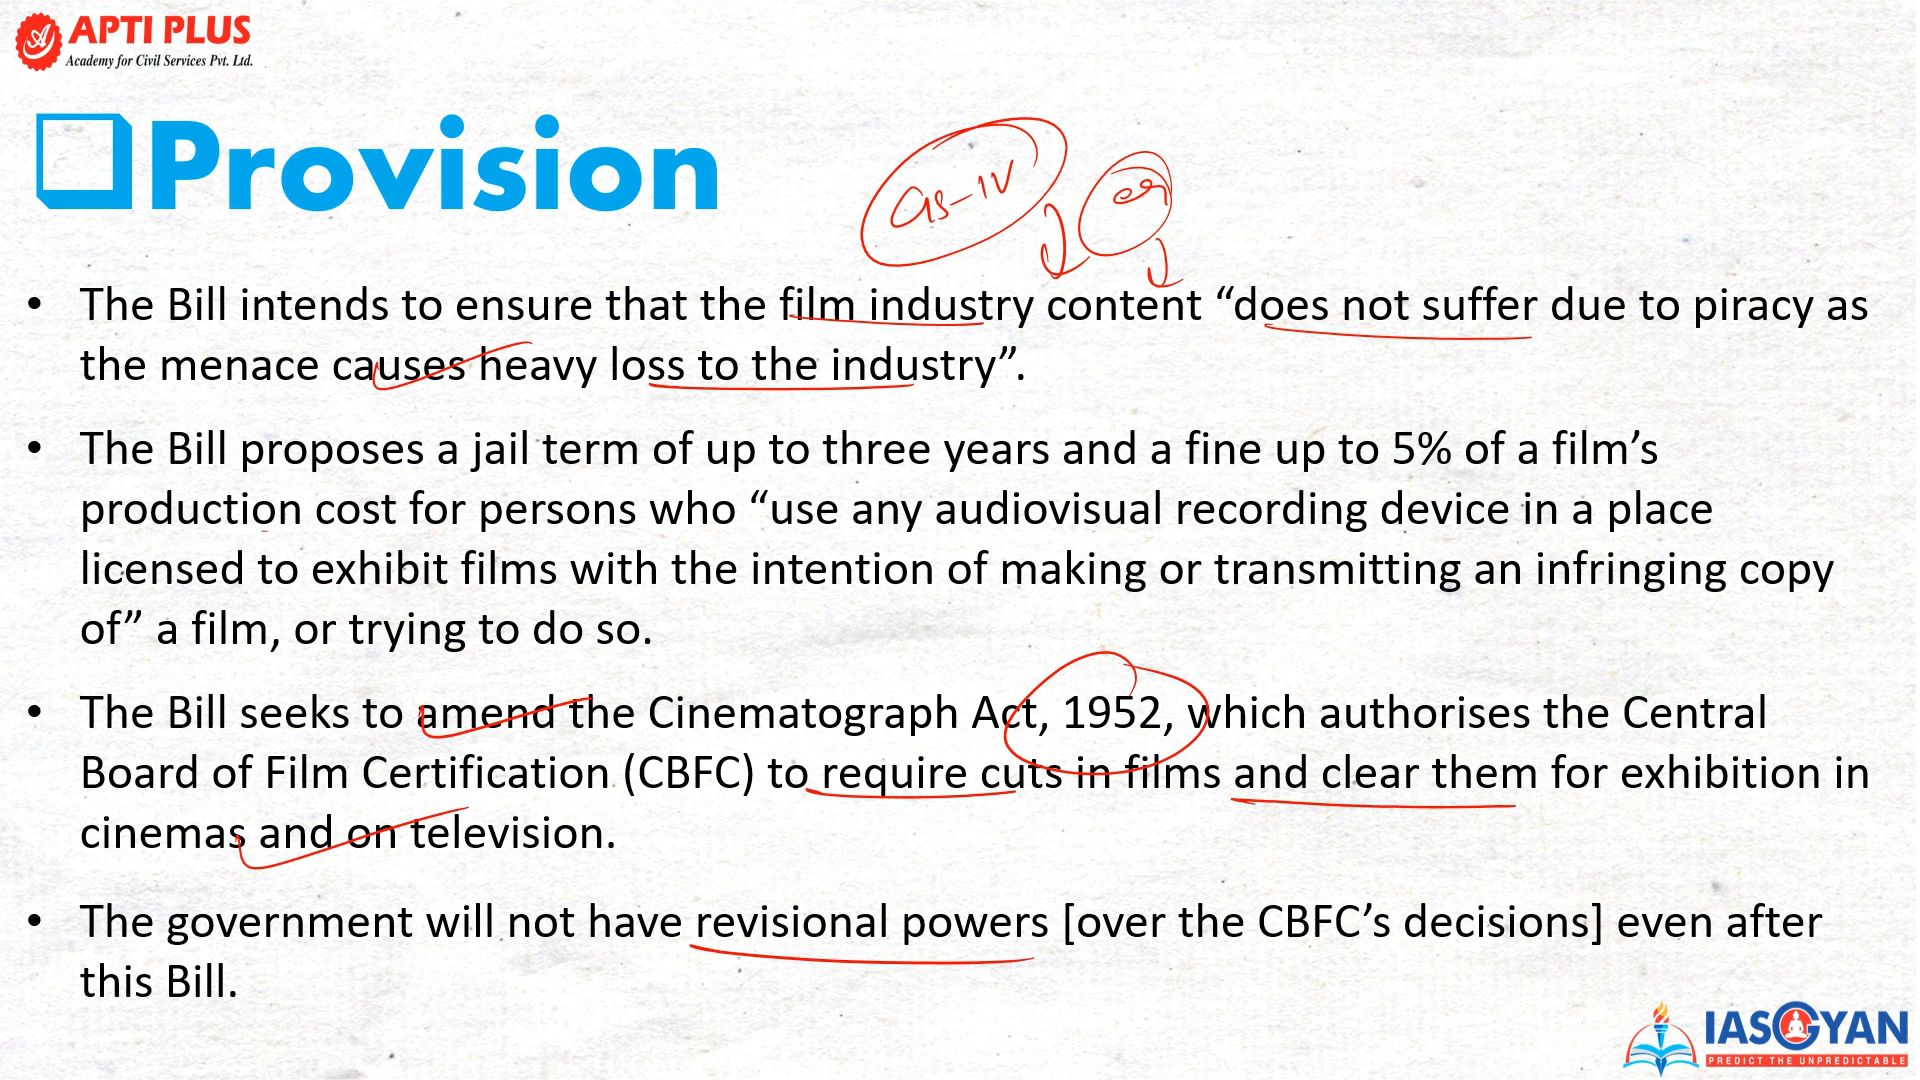 APTI PLUS
Academy for Civil Services Pvt. Ltd.
Provision
GS-IV
• The Bill intends to ensure that the film industry content “does not suffer due to piracy as
the menace causes heavy loss to the industry”.
• The Bill proposes a jail term of up to three years and a fine up to 5% of a film’s
production cost for persons who “use any audiovisual recording device in a place
licensed to exhibit films with the intention of making or transmitting an infringing copy
of” a film, or trying to do so.
• The Bill seeks to amend the Cinematograph Act, 1952, which authorises the Central
Board of Film Certification (CBFC) to require cuts in films and clear them for exhibition in
cinemas and on television.
• The government will not have revisional powers [over the CBFC’s decisions] even after
this Bill.
IASGYAN
PREDICT THE UNPREDICTABLE